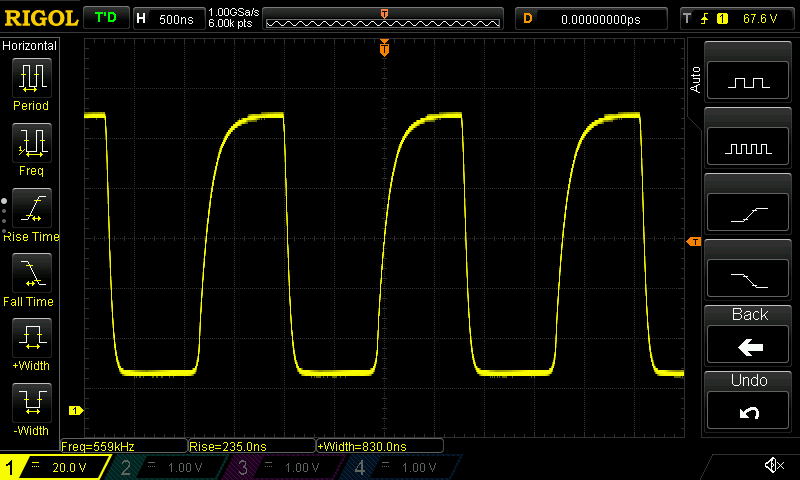 RIGOL T'D H 500ns 1.00GSa/s 6.00k pts T D 0.00000000ps T 1 67.6 V
Horizontal
T
Period
Freq
Rise Time
Fall Time
+Width
-Width
Auto
T
Back
Undo
1
Freq=559kHz Rise=235.0ns +Width=830.0ns
1 20.0 V 2 1.00 V 3 1.00 V 4 1.00 V